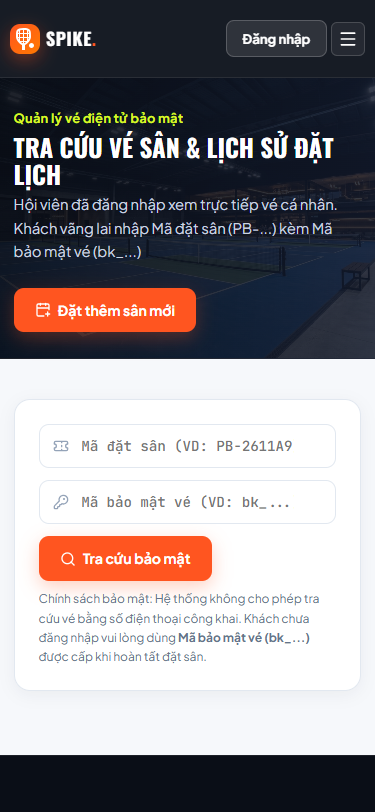 SPIKE.
Đăng nhập
Quản lý vé điện tử bảo mật
TRA CỨU VÉ SÂN & LỊCH SỬ ĐẶT
LỊCH
Hội viên đã đăng nhập xem trực tiếp vé cá nhân.
Khách vãng lai nhập Mã đặt sân (PB-...) kèm Mã
bảo mật vé (bk_...)
Đặt thêm sân mới
Mã đặt sân (VD: PB-2611A9
Mã bảo mật vé (VD: bk_...
Tra cứu bảo mật
Chính sách bảo mật: Hệ thống không cho phép tra
cứu vé bằng số điện thoại công khai. Khách chưa
đăng nhập vui lòng dùng Mã bảo mật vé (bk_...)
được cấp khi hoàn tất đặt sân.